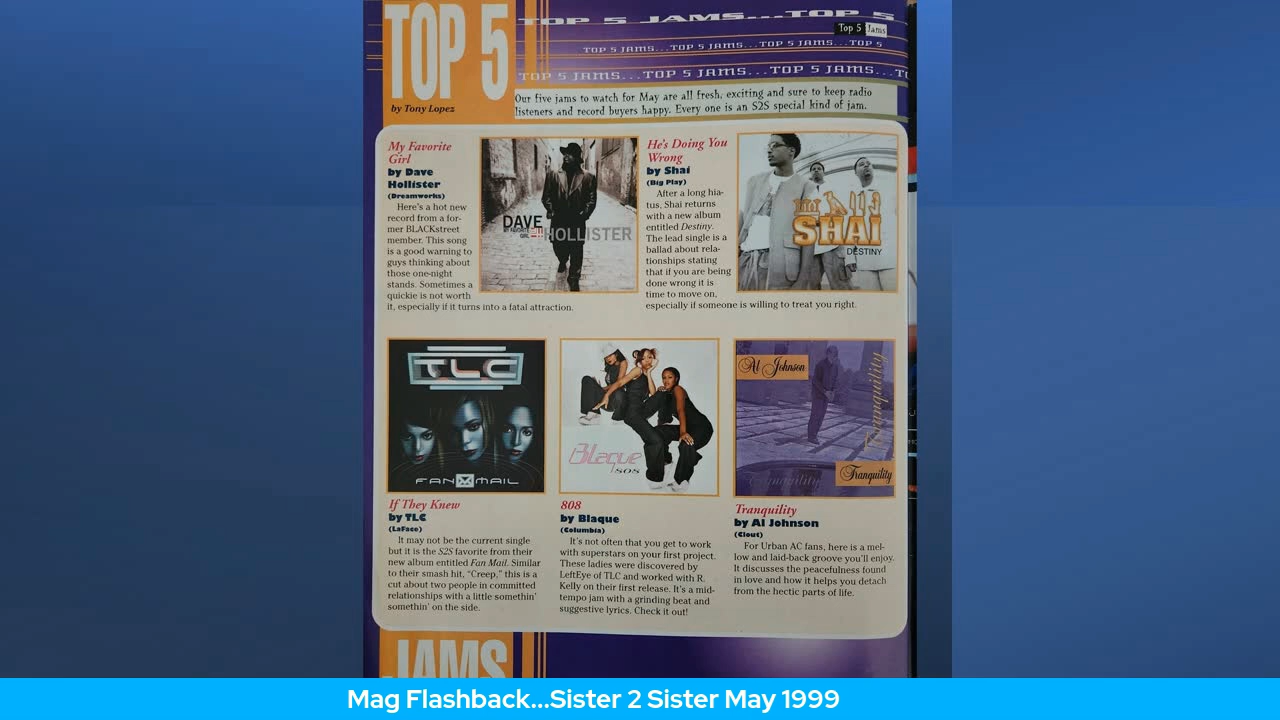 TOP 5
TOP 5 JAMS...TOP 5
Top 5 Jams
TOP 5 JAMS...TOP 5 JAMS...TOP 5 JAMS...TOP 5
TOP 5 JAMS...TOP 5 JAMS...TOP 5 JAMS...T
by Tony Lopez
Our five jams to watch for May are all fresh, exciting and sure to keep radio
listeners and record buyers happy. Every one is an S2S special kind of jam.
My Favorite
Girl
by Dave
Hollister
(Dreamworks)
Here's a hot new
record from a for-
mer BLACKstreet
member. This song
is a good warning to
guys thinking about
those one-night
stands. Sometimes a
quickie is not worth
it, especially if it turns into a fatal attraction.
DAVE
MY FAVORITE
GIRL
HOLLISTER
He's Doing You
Wrong
by Shai
(Big Play)
After a long hia-
tus, Shai returns
with a new album
entitled Destiny.
The lead single is a
ballad about rela-
tionships stating
that if you are being
done wrong it is
time to move on,
especially if someone is willing to treat you right.
SHAI
DESTINY
TLC
FANMAIL
If They Knew
by TLC
(LaFace)
It may not be the current single
but it is the S2S favorite from their
new album entitled Fan Mail. Similar
to their smash hit, "Creep," this is a
cut about two people in committed
relationships with a little somethin'
somethin' on the side.
Blaque
808
808
by Blaque
(Columbia)
It's not often that you get to work
with superstars on your first project.
These ladies were discovered by
LeftEye of TLC and worked with R.
Kelly on their first release. It's a mid-
tempo jam with a grinding beat and
suggestive lyrics. Check it out!
Al Johnson
Tranquility
Tranquility
Tranquility
Tranquility
by Al Johnson
(Clout)
For Urban AC fans, here is a mel-
low and laid-back groove you'll enjoy.
It discusses the peacefulness found
in love and how it helps you detach
from the hectic parts of life.
JAMS
Mag Flashback...Sister 2 Sister May 1999